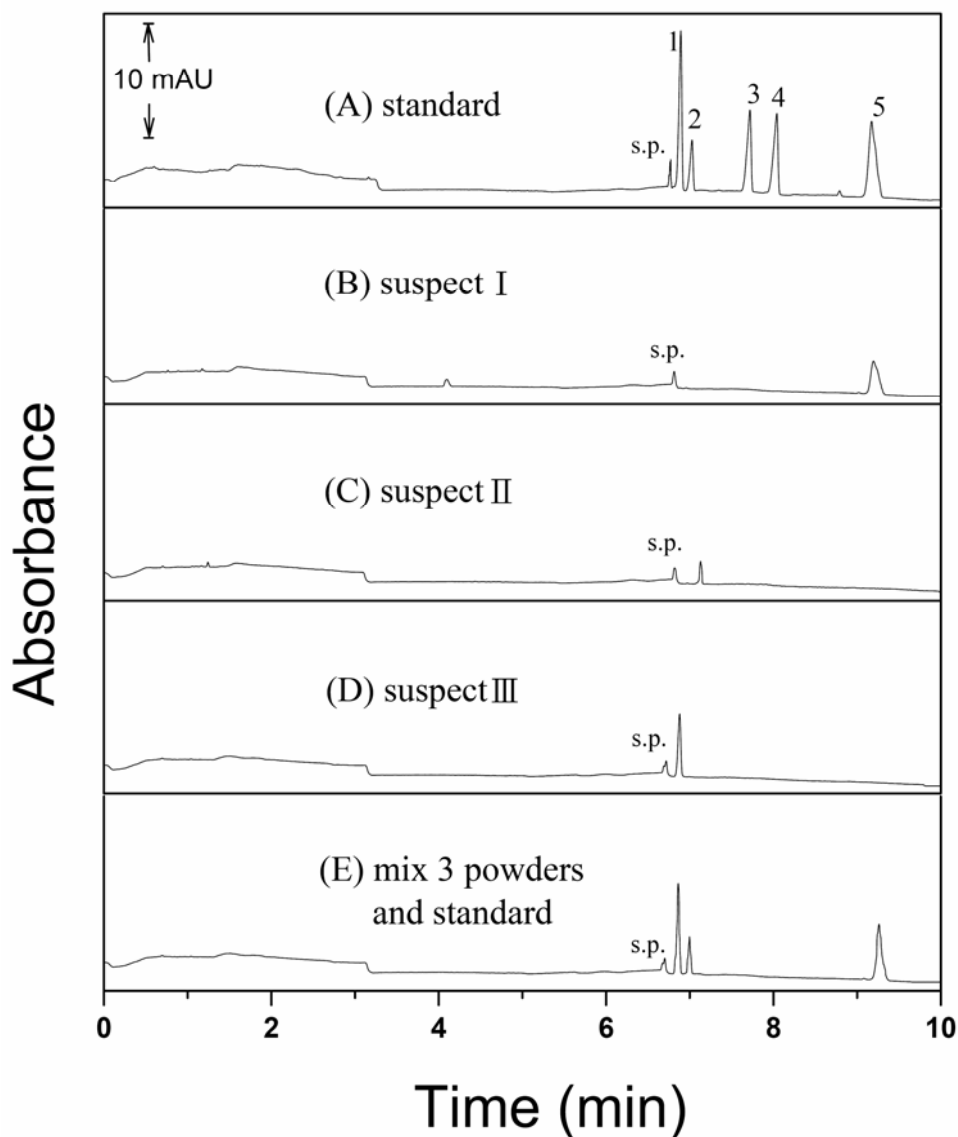 10 mAU
(A) standard
s.p.
1
2
3
4
5
(B) suspect Ⅰ
s.p.
(C) suspect Ⅱ
s.p.
(D) suspect Ⅲ
s.p.
(E) mix 3 powders
and standard
s.p.
Absorbance
0 2 4 6 8 10
Time (min)